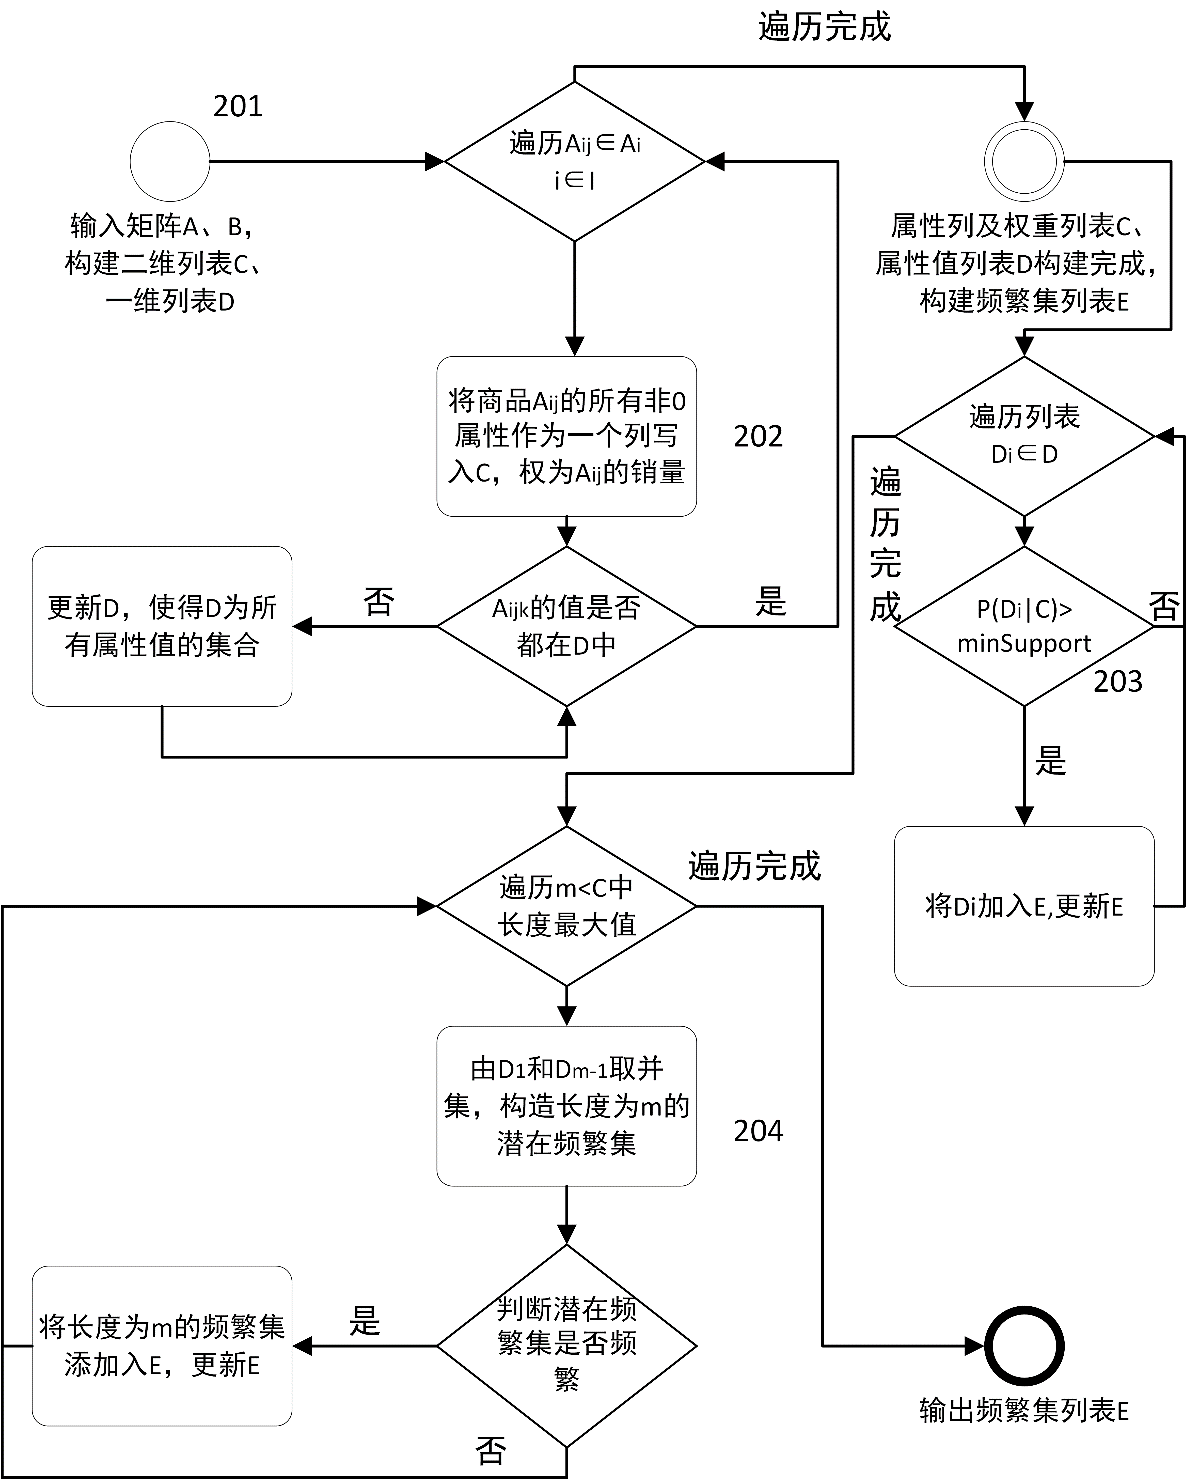 遍历完成
201
遍历Aij∈Ai
i∈I
输入矩阵A、B，
构建二维列表C、
一维列表D
属性列及权重列表C、
属性值列表D构建完成，
构建频繁集列表E
将商品Aij的所有非0
属性作为一个列写
入C，权为Aij的销量
202
遍历列表
Di∈D
遍历完成
Aijk的值是否
都在D中
否
是
更新D，使得D为所
有属性值的集合
P(Di|C)>
minSupport
否
203
是
将Di加入E,更新E
遍历m<C中
长度最大值
遍历完成
由D1和Dm-1取并
集，构造长度为m的
潜在频繁集
204
判断潜在频
繁集是否频
繁
是
将长度为m的频繁集
添加入E，更新E
否
输出频繁集列表E